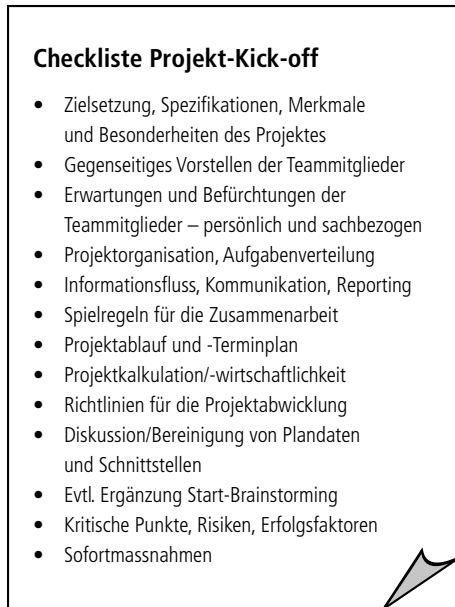 Checkliste Projekt-Kick-off
• Zielsetzung, Spezifikationen, Merkmale
und Besonderheiten des Projektes
• Gegenseitiges Vorstellen der Teammitglieder
• Erwartungen und Befürchtungen der
Teammitglieder – persönlich und sachbezogen
• Projektorganisation, Aufgabenverteilung
• Informationsfluss, Kommunikation, Reporting
• Spielregeln für die Zusammenarbeit
• Projektablauf und -Terminplan
• Projektkalkulation/-wirtschaftlichkeit
• Richtlinien für die Projektabwicklung
• Diskussion/Bereinigung von Plandaten
und Schnittstellen
• Evtl. Ergänzung Start-Brainstorming
• Kritische Punkte, Risiken, Erfolgsfaktoren
• Sofortmassnahmen